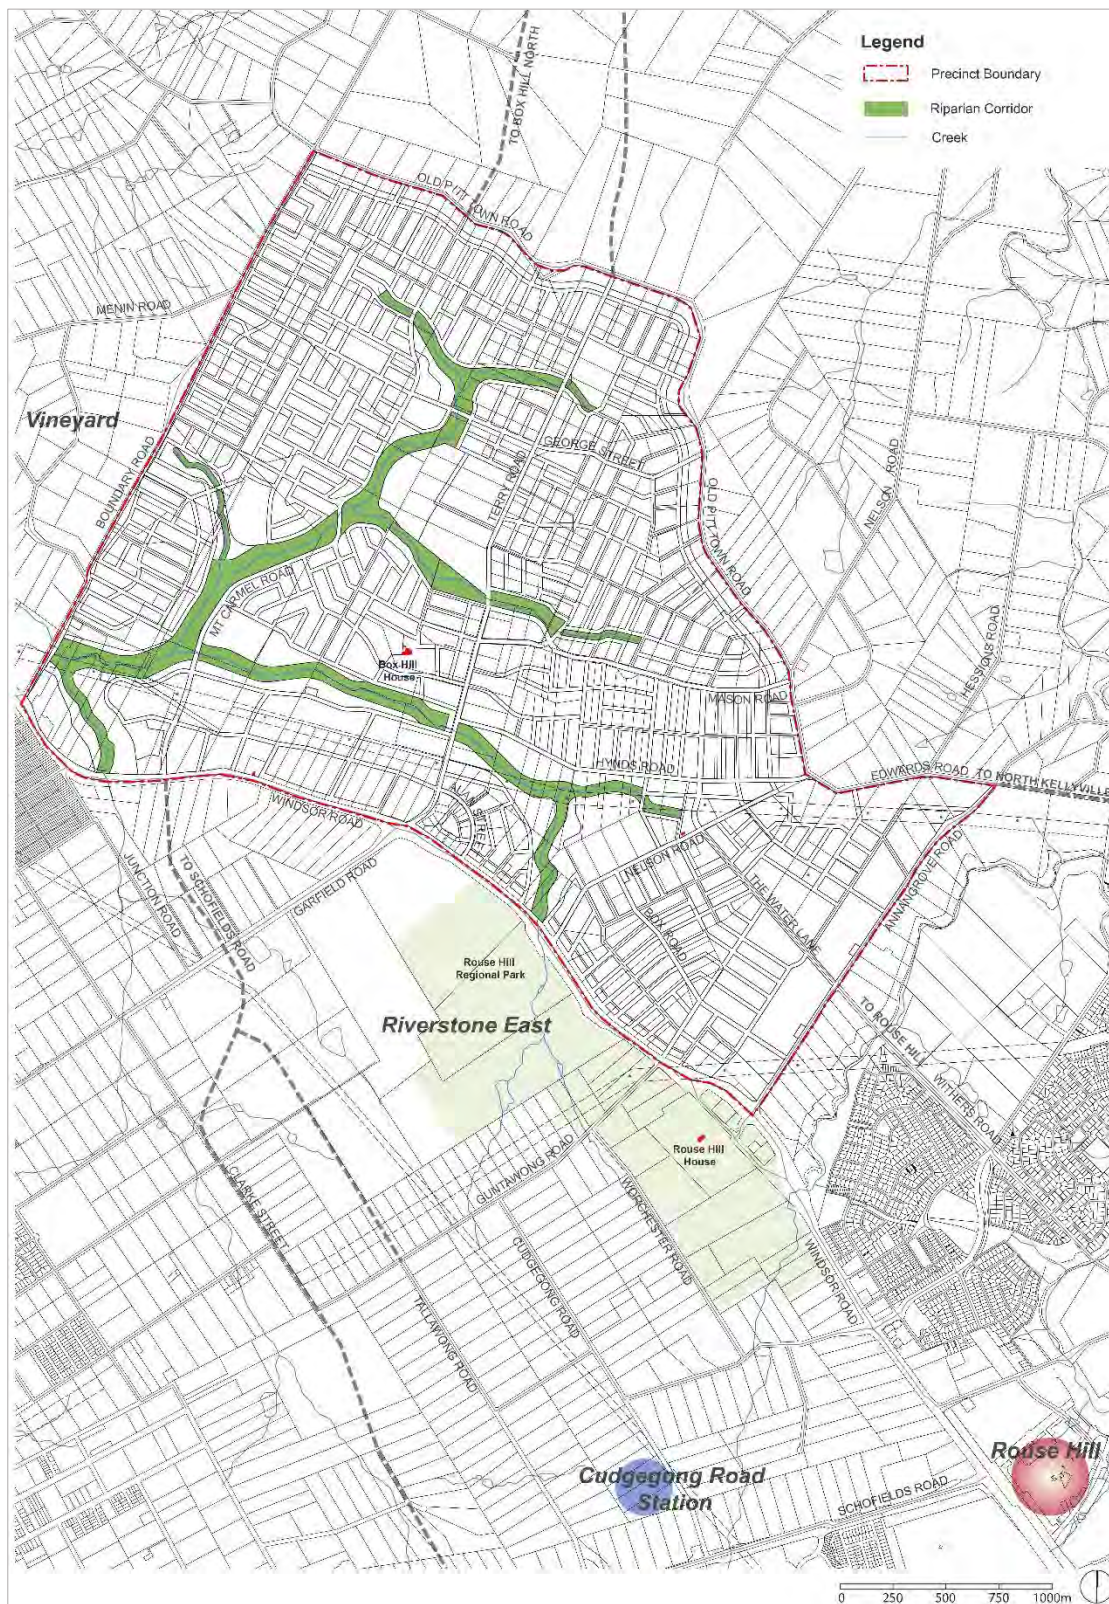 Legend
Precinct Boundary
Riparian Corridor
Creek
TO BOX HILL NORTH
OLD PITT TOWN ROAD
MENIN ROAD
Vineyard
BOUNDARY ROAD
GEORGE STREET
TERRY ROAD
OLD PITT TOWN ROAD
NELSON ROAD
MT CARMEL ROAD
HESSIONS ROAD
Box Hill
House
MASON ROAD
HYNDS ROAD
EDWARDS ROAD
TO NORTH KELLYVILLE
WINDSOR ROAD
ALAN STREET
NELSON ROAD
ANNANGROVE ROAD
JUNCTION ROAD
TO SCHOFIELDS ROAD
GARFIELD ROAD
BOX ROAD
THE WATER LANE
Rouse Hill
Regional Park
Riverstone East
TO ROUSE HILL
WITHERS ROAD
Rouse Hill
House
GUNTAWONG ROAD
CLARKE STREET
WORCHESTER ROAD
CUDGEGONG ROAD
WINDSOR ROAD
TALLAWONG ROAD
Rouse Hill
Cudgegong Road
Station
SCHOFIELDS ROAD
0 250 500 750 1000m